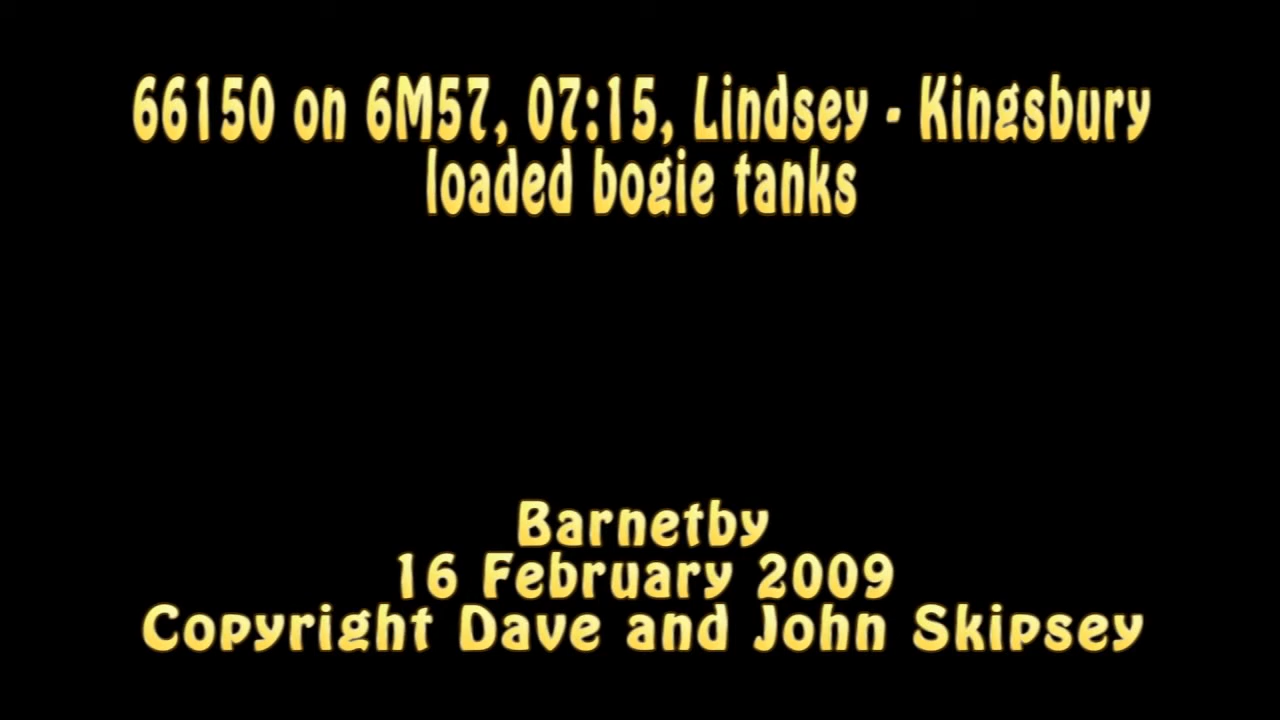 66150 on 6M57, 07:15, Lindsey - Kingsbury
loaded bogie tanks
Barnetby
16 February 2009
Copyright Dave and John Skipsey